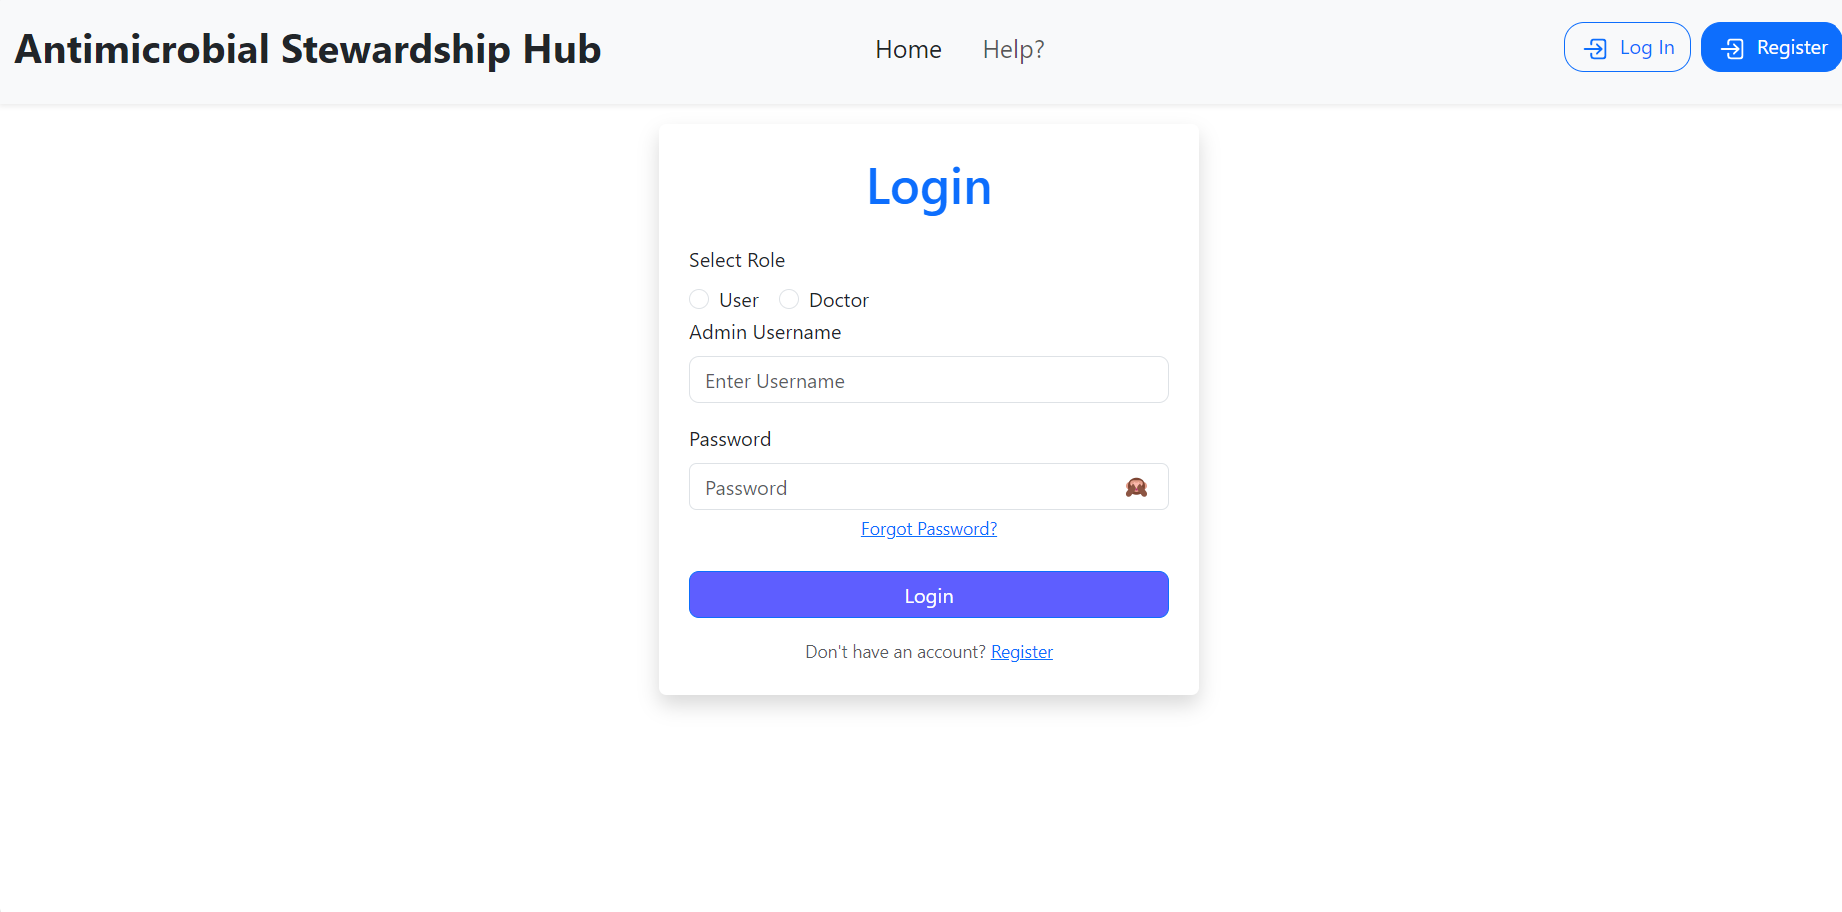 Antimicrobial Stewardship Hub
Home
Help?
Log In
Register
Login
Select Role
User
Doctor
Admin Username
Enter Username
Password
Password
Forgot Password?
Login
Don't have an account? Register